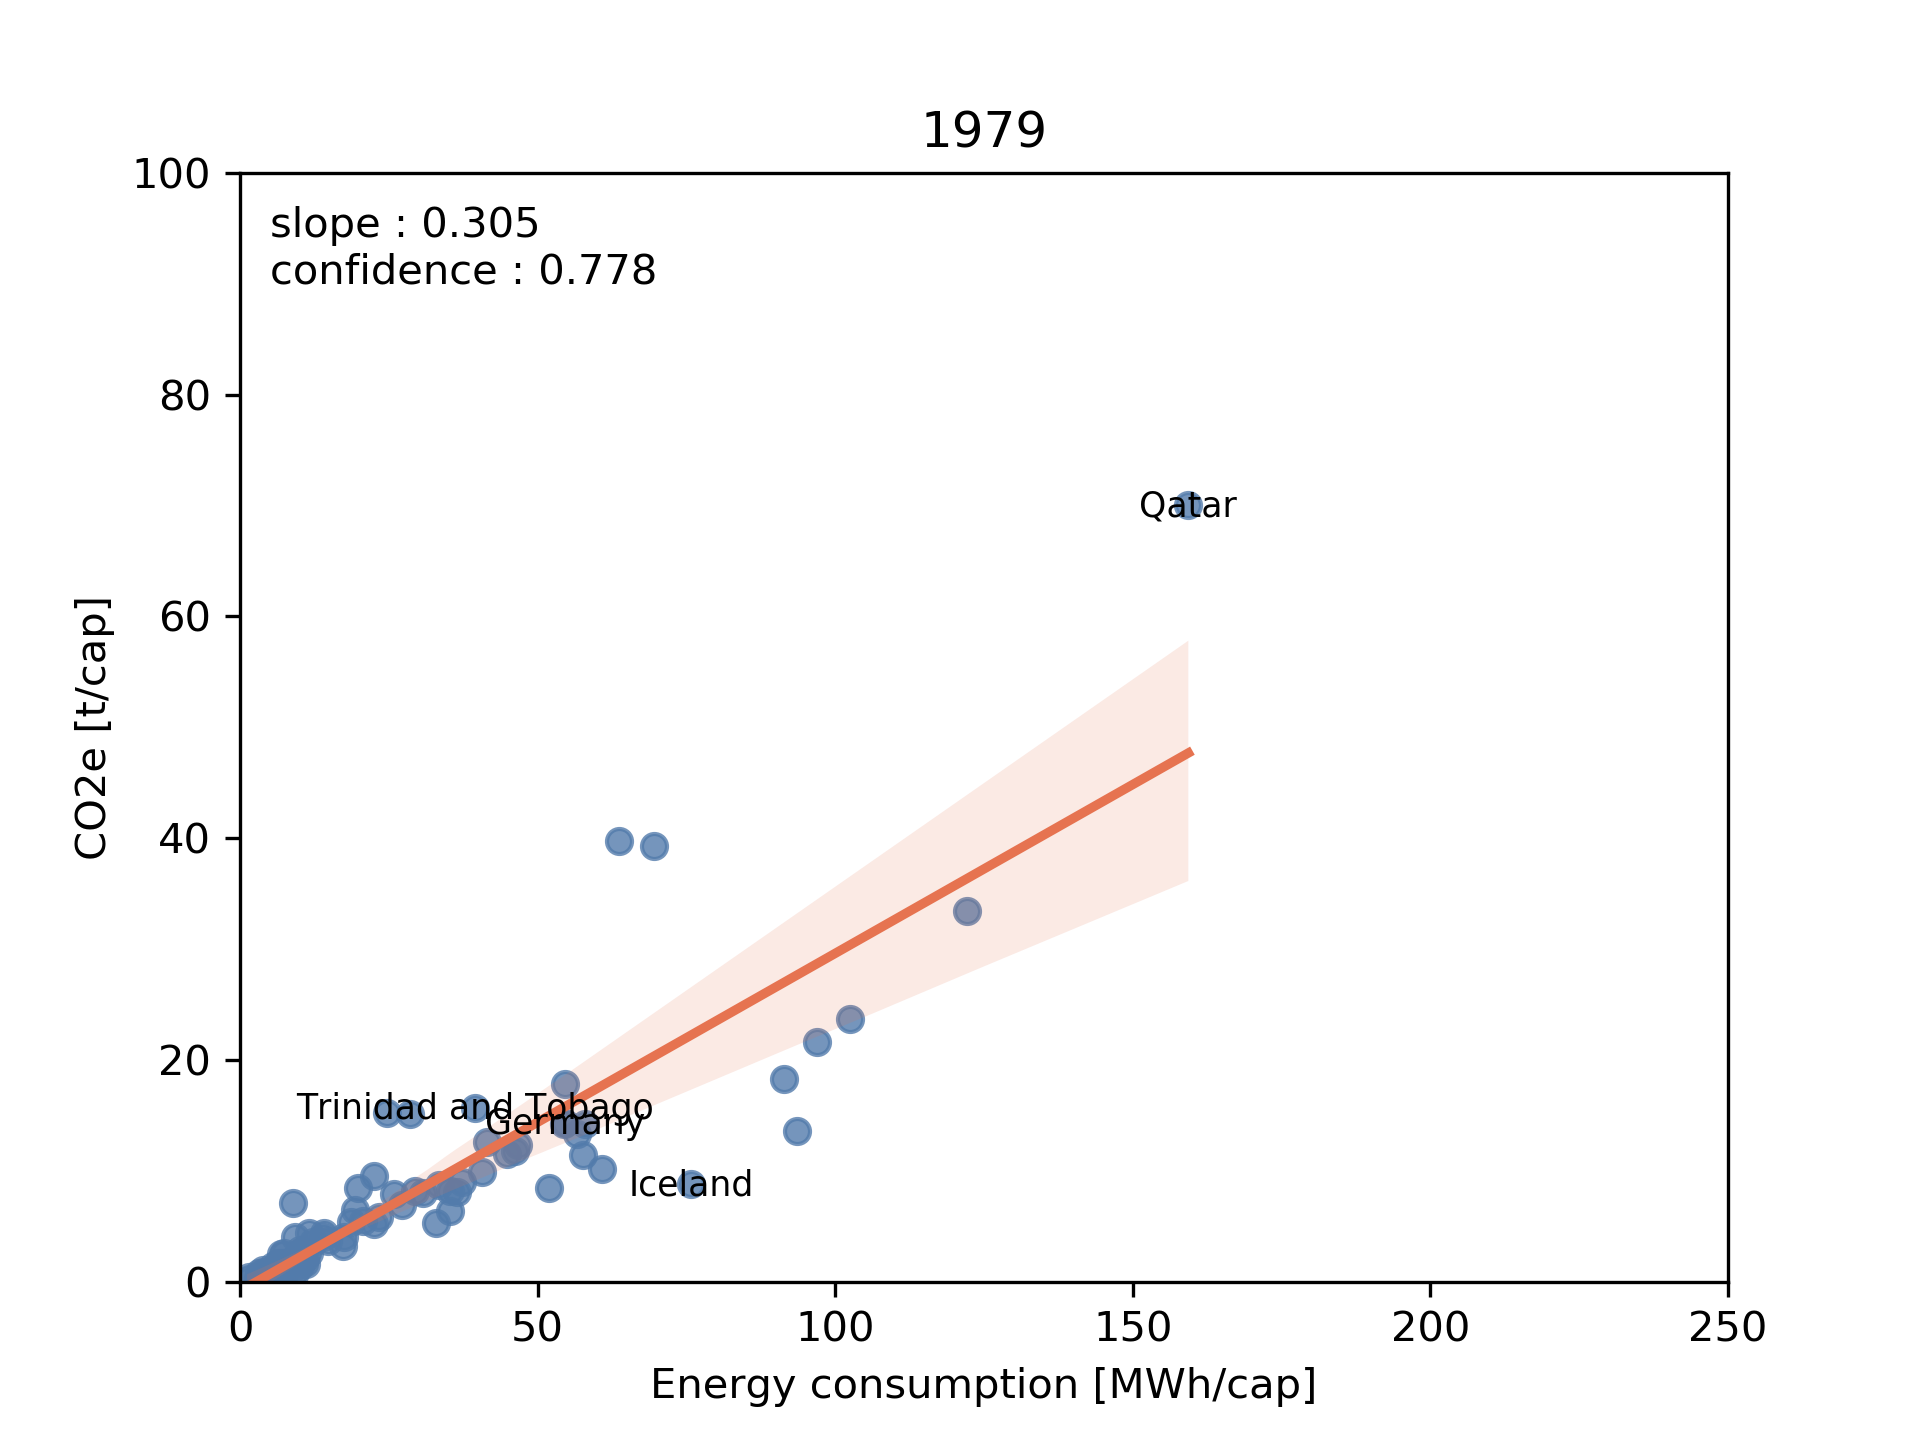 1979
100
slope : 0.305
confidence : 0.778
80
Qatar
60
CO2e [t/cap]
40
20
Trinidad and Tobago
Germany
Iceland
0
0 50 100 150 200 250
Energy consumption [MWh/cap]